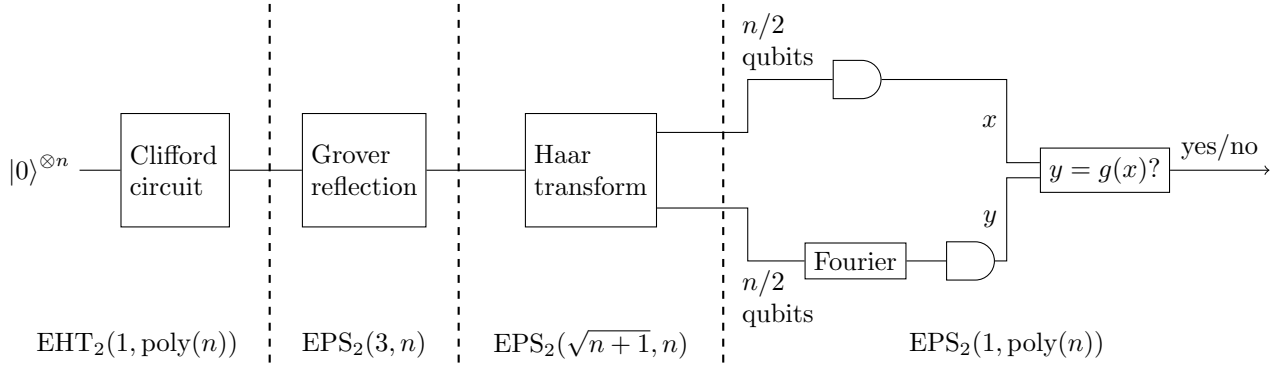 n/2
qubits
|0⟩^{⊗n}
Clifford
circuit
Grover
reflection
Haar
transform
x
y = g(x)?
yes/no
y
Fourier
n/2
qubits
EHT₂(1, poly(n))
EPS₂(3, n)
EPS₂(√(n + 1), n)
EPS₂(1, poly(n))